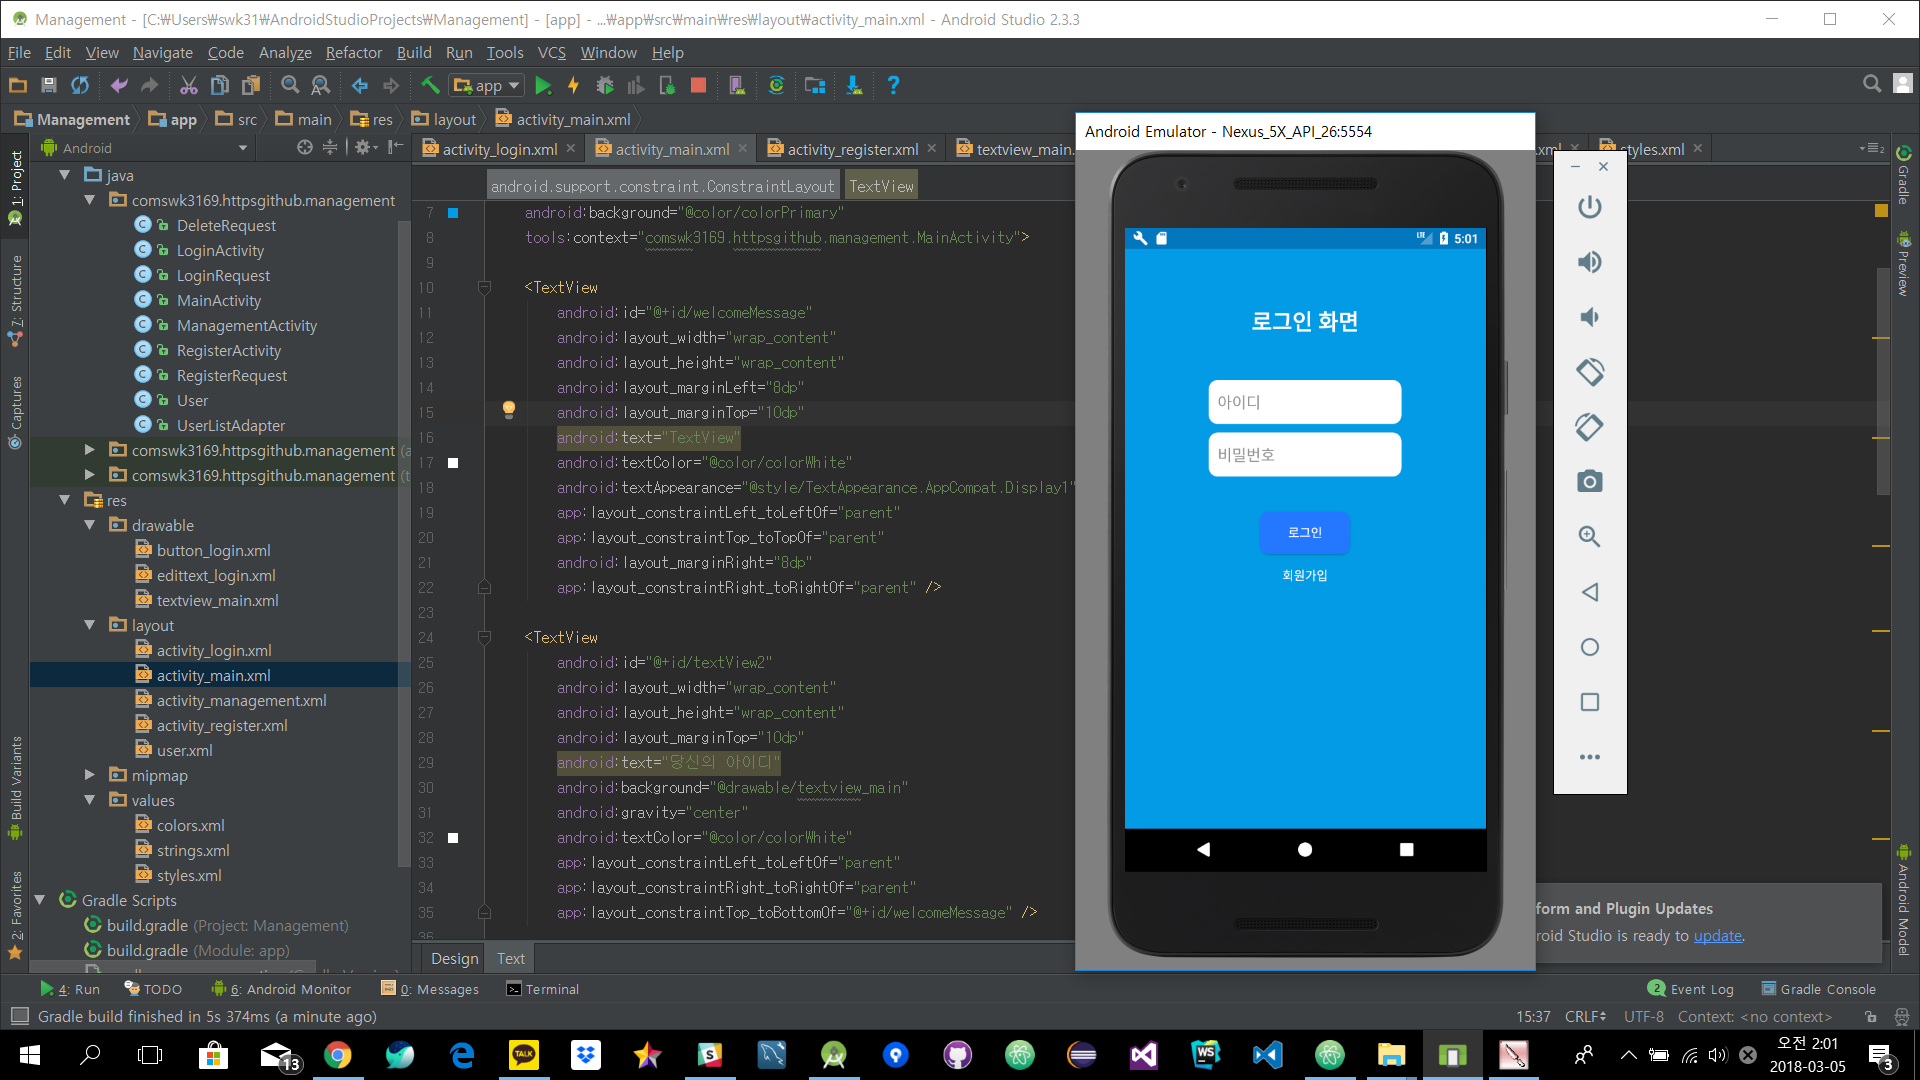 Management - [C:₩Users₩swk31₩AndroidStudioProjects₩Management] - [app] - ...₩app₩src₩main₩res₩layout₩activity_main.xml - Android Studio 2.3.3
File Edit View Navigate Code Analyze Refactor Build Run Tools VCS Window Help
app
Management app src main res layout activity_main.xml
Android
activity_login.xml activity_main.xml activity_register.xml textview_main. styles.xml
android.support.constraint.ConstraintLayout TextView
1: Project
7: Structure
Captures
Build Variants
2: Favorites
java
comswk3169.httpsgithub.management
DeleteRequest
LoginActivity
LoginRequest
MainActivity
ManagementActivity
RegisterActivity
RegisterRequest
User
UserListAdapter
comswk3169.httpsgithub.management
comswk3169.httpsgithub.management
res
drawable
button_login.xml
edittext_login.xml
textview_main.xml
layout
activity_login.xml
activity_main.xml
activity_management.xml
activity_register.xml
user.xml
mipmap
values
colors.xml
strings.xml
styles.xml
Gradle Scripts
build.gradle (Project: Management)
build.gradle (Module: app)
7 android:background="@color/colorPrimary"
8 tools:context="comswk3169.httpsgithub.management.MainActivity">
9
10 <TextView
11 android:id="@+id/welcomeMessage"
12 android:layout_width="wrap_content"
13 android:layout_height="wrap_content"
14 android:layout_marginLeft="8dp"
15 android:layout_marginTop="10dp"
16 android:text="TextView"
17 android:textColor="@color/colorWhite"
18 android:textAppearance="@style/TextAppearance.AppCompat.Display1"
19 app:layout_constraintLeft_toLeftOf="parent"
20 app:layout_constraintTop_toTopOf="parent"
21 android:layout_marginRight="8dp"
22 app:layout_constraintRight_toRightOf="parent" />
23
24 <TextView
25 android:id="@+id/textView2"
26 android:layout_width="wrap_content"
27 android:layout_height="wrap_content"
28 android:layout_marginTop="10dp"
29 android:text="당신의 아이디"
30 android:background="@drawable/textview_main"
31 android:gravity="center"
32 android:textColor="@color/colorWhite"
33 app:layout_constraintLeft_toLeftOf="parent"
34 app:layout_constraintRight_toRightOf="parent"
35 app:layout_constraintTop_toBottomOf="@+id/welcomeMessage" />
36
Design Text
Android Emulator - Nexus_5X_API_26:5554
LTE 5:01
로그인 화면
아이디
비밀번호
로그인
회원가입
Gradle
Preview
Android Model
form and Plugin Updates
roid Studio is ready to update.
4: Run TODO 6: Android Monitor 0: Messages Terminal 2 Event Log Gradle Console
Gradle build finished in 5s 374ms (a minute ago) 15:37 CRLF UTF-8 Context: <no context>
13 TALK WS 오전 2:01
2018-03-05 3